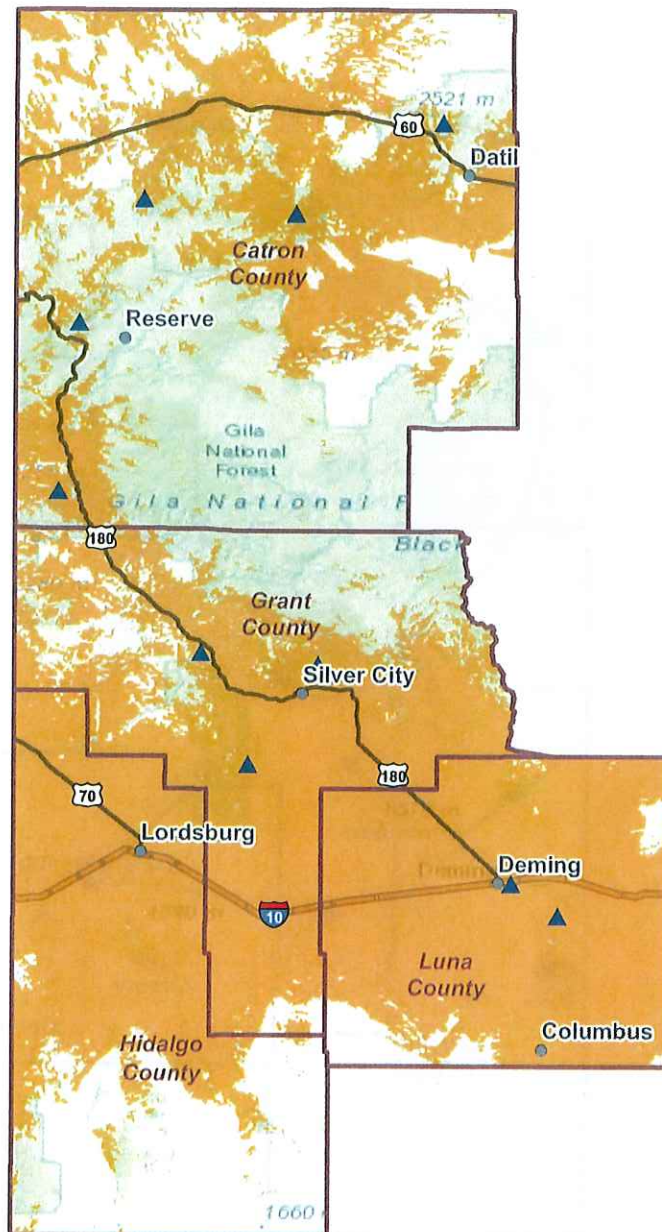 2521 m
60
Datil
Catron
County
Reserve
Gila
National
Forest
Gila National F
180
Black
Grant
County
Silver City
180
70
Lordsburg
Deming
10
Luna
County
Columbus
Hidalgo
County
1660